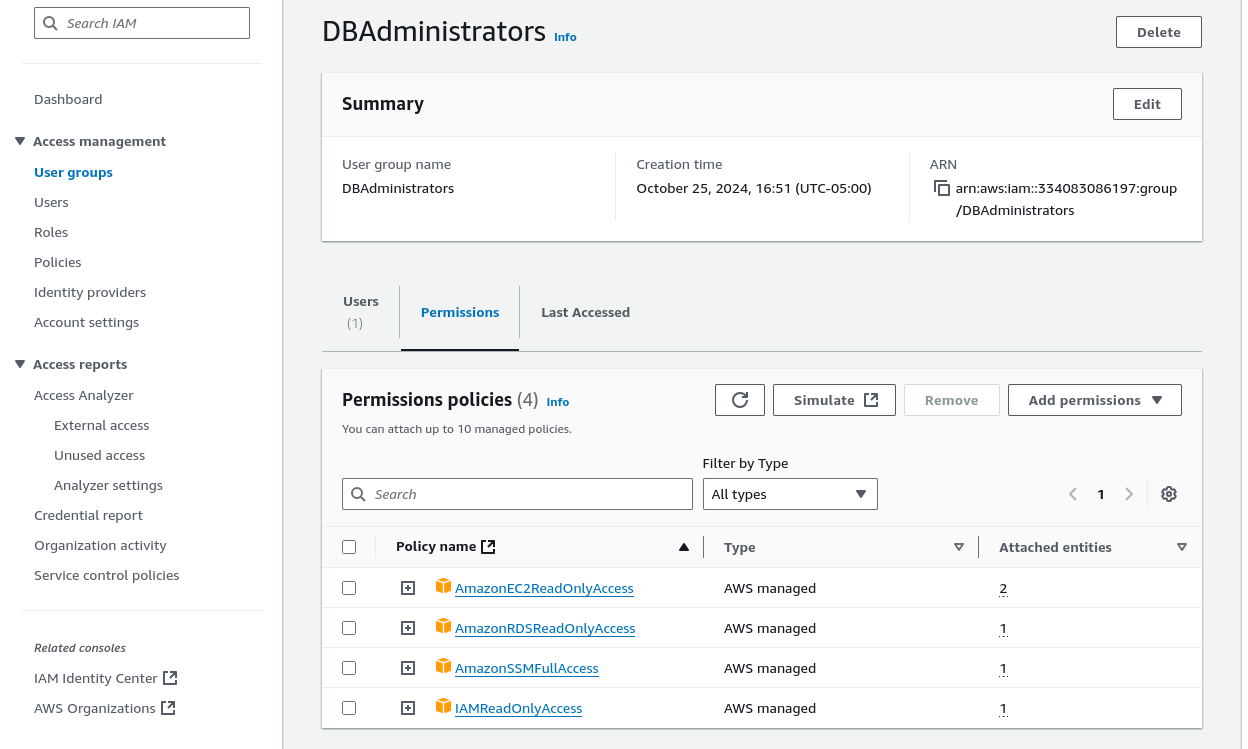 Search IAM
Dashboard
Access management
User groups
Users
Roles
Policies
Identity providers
Account settings
Access reports
Access Analyzer
External access
Unused access
Analyzer settings
Credential report
Organization activity
Service control policies
Related consoles
IAM Identity Center
AWS Organizations
DBAdministrators Info
Delete
Summary
Edit
User group name
DBAdministrators
Creation time
October 25, 2024, 16:51 (UTC-05:00)
ARN
arn:aws:iam::334083086197:group
/DBAdministrators
Users
(1)
Permissions
Last Accessed
Permissions policies (4) Info
You can attach up to 10 managed policies.
Simulate
Remove
Add permissions
Filter by Type
Search
All types
1
Policy name Type Attached entities
AmazonEC2ReadOnlyAccess AWS managed 2
AmazonRDSReadOnlyAccess AWS managed 1
AmazonSSMFullAccess AWS managed 1
IAMReadOnlyAccess AWS managed 1